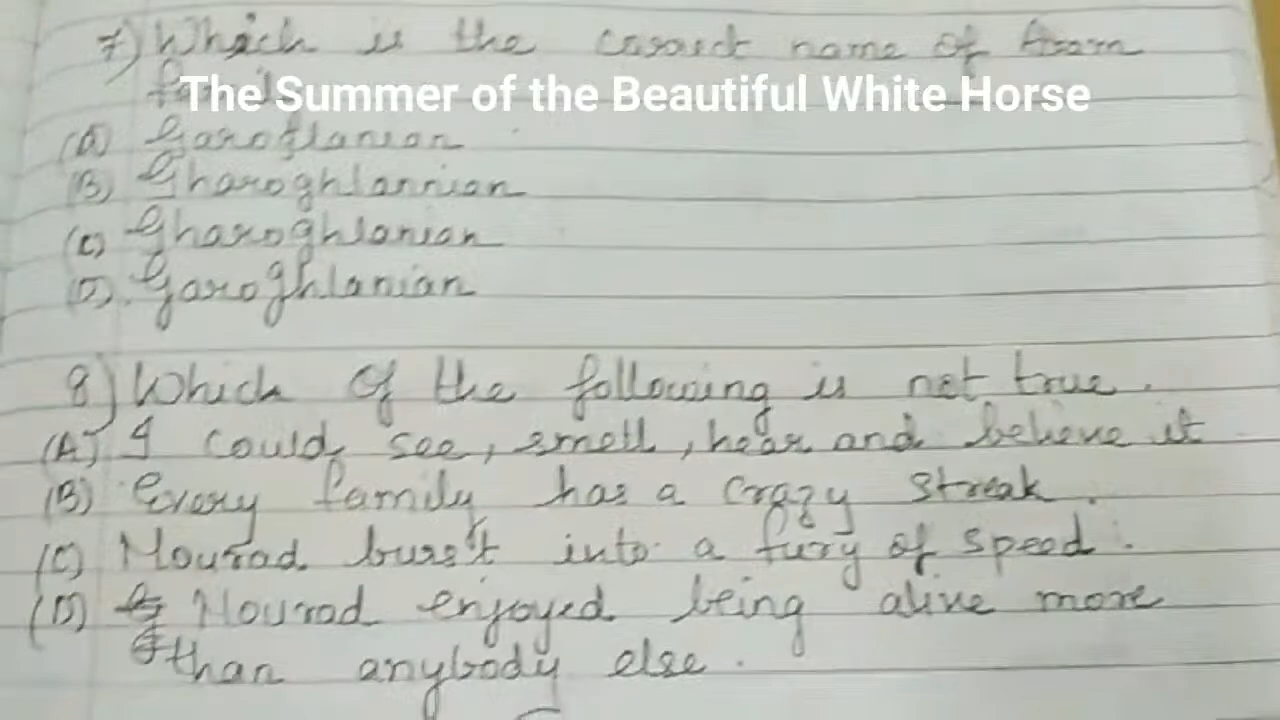 7) Which is the correct name of Aram
The Summer of the Beautiful White Horse
(A) Garoflanian
(B) Gharoghlannian
(C) Gharoghlanian
(D). Garoghlanian
8) Which of the following is not true.
(A) I could see, smell, hear and believe it
(B) Every family has a crazy streak.
(C) Mourad burst into a fury of speed.
(D) Mourad enjoyed being alive more
than anybody else.